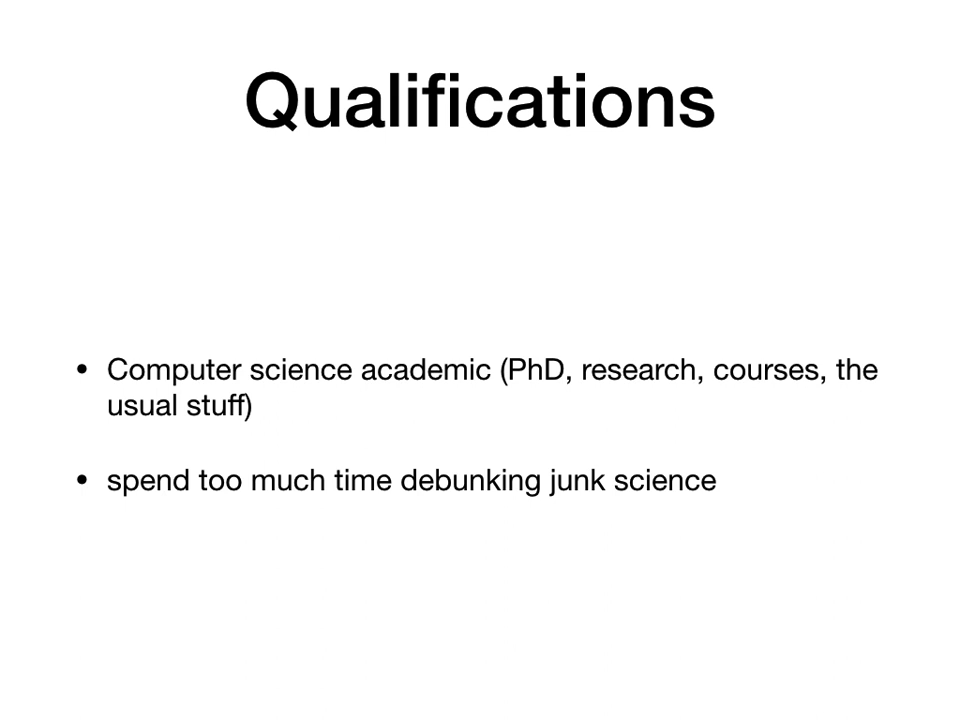 Qualifications
• Computer science academic (PhD, research, courses, the
usual stuff)
• spend too much time debunking junk science